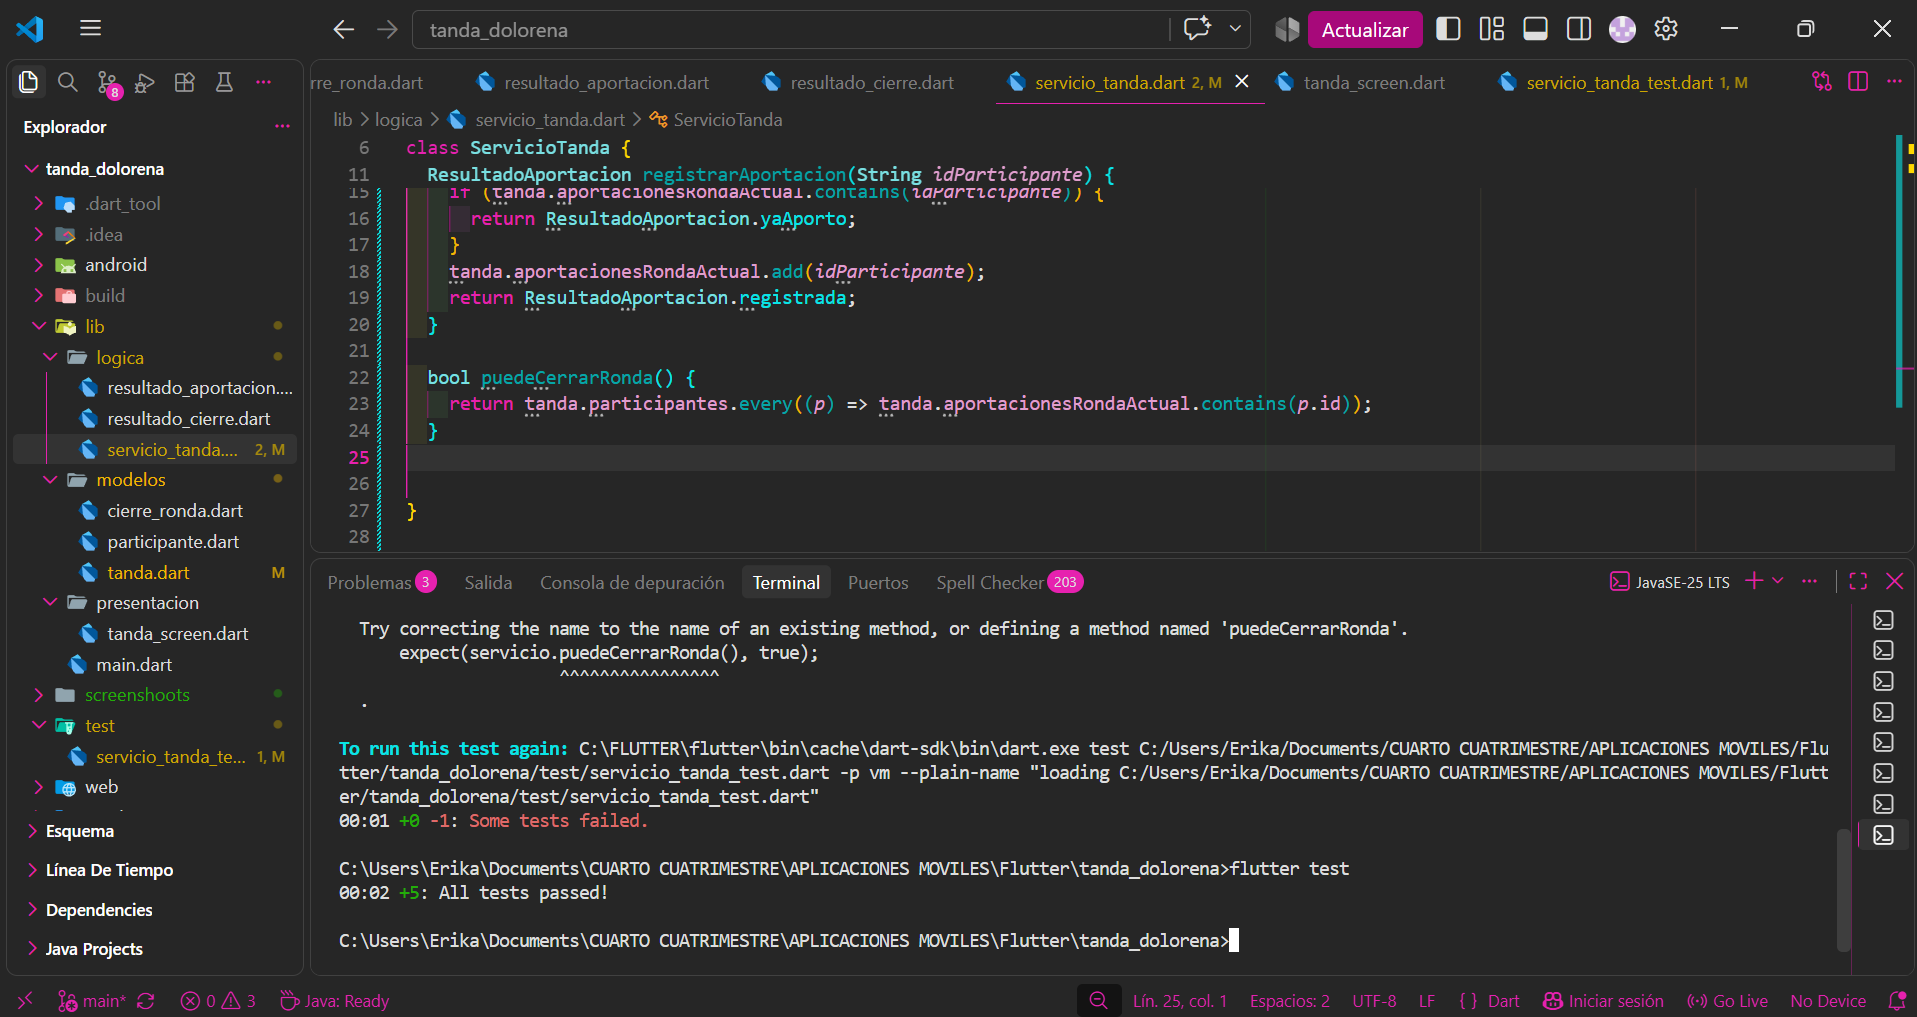 tanda_dolorena
Actualizar
Explorador
tanda_dolorena
.dart_tool
.idea
android
build
lib
logica
resultado_aportacion....
resultado_cierre.dart
servicio_tanda.... 2, M
modelos
cierre_ronda.dart
participante.dart
tanda.dart M
presentacion
tanda_screen.dart
main.dart
screenshoots
test
servicio_tanda_te... 1, M
web
Esquema
Línea De Tiempo
Dependencies
Java Projects
8
rre_ronda.dart resultado_aportacion.dart resultado_cierre.dart servicio_tanda.dart 2, M tanda_screen.dart servicio_tanda_test.dart 1, M
lib > logica > servicio_tanda.dart > ServicioTanda
6 class ServicioTanda {
11 ResultadoAportacion registrarAportacion(String idParticipante) {
15 if (tanda.aportacionesRondaActual.contains(idParticipante)) {
16 return ResultadoAportacion.yaAporto;
17 }
18 tanda.aportacionesRondaActual.add(idParticipante);
19 return ResultadoAportacion.registrada;
20 }
21
22 bool puedeCerrarRonda() {
23 return tanda.participantes.every((p) => tanda.aportacionesRondaActual.contains(p.id));
24 }
25
26
27 }
28
Problemas 3 Salida Consola de depuración Terminal Puertos Spell Checker 203 JavaSE-25 LTS
Try correcting the name to the name of an existing method, or defining a method named 'puedeCerrarRonda'.
expect(servicio.puedeCerrarRonda(), true);
^^^^^^^^^^^^^^^^
.
To run this test again: C:\FLUTTER\flutter\bin\cache\dart-sdk\bin\dart.exe test C:/Users/Erika/Documents/CUARTO CUATRIMESTRE/APLICACIONES MOVILES/Flu
tter/tanda_dolorena/test/servicio_tanda_test.dart -p vm --plain-name "loading C:/Users/Erika/Documents/CUARTO CUATRIMESTRE/APLICACIONES MOVILES/Flutt
er/tanda_dolorena/test/servicio_tanda_test.dart"
00:01 +0 -1: Some tests failed.
C:\Users\Erika\Documents\CUARTO CUATRIMESTRE\APLICACIONES MOVILES\Flutter\tanda_dolorena>flutter test
00:02 +5: All tests passed!
C:\Users\Erika\Documents\CUARTO CUATRIMESTRE\APLICACIONES MOVILES\Flutter\tanda_dolorena>
main* 0 3 Java: Ready Lín. 25, col. 1 Espacios: 2 UTF-8 LF { } Dart Iniciar sesión Go Live No Device